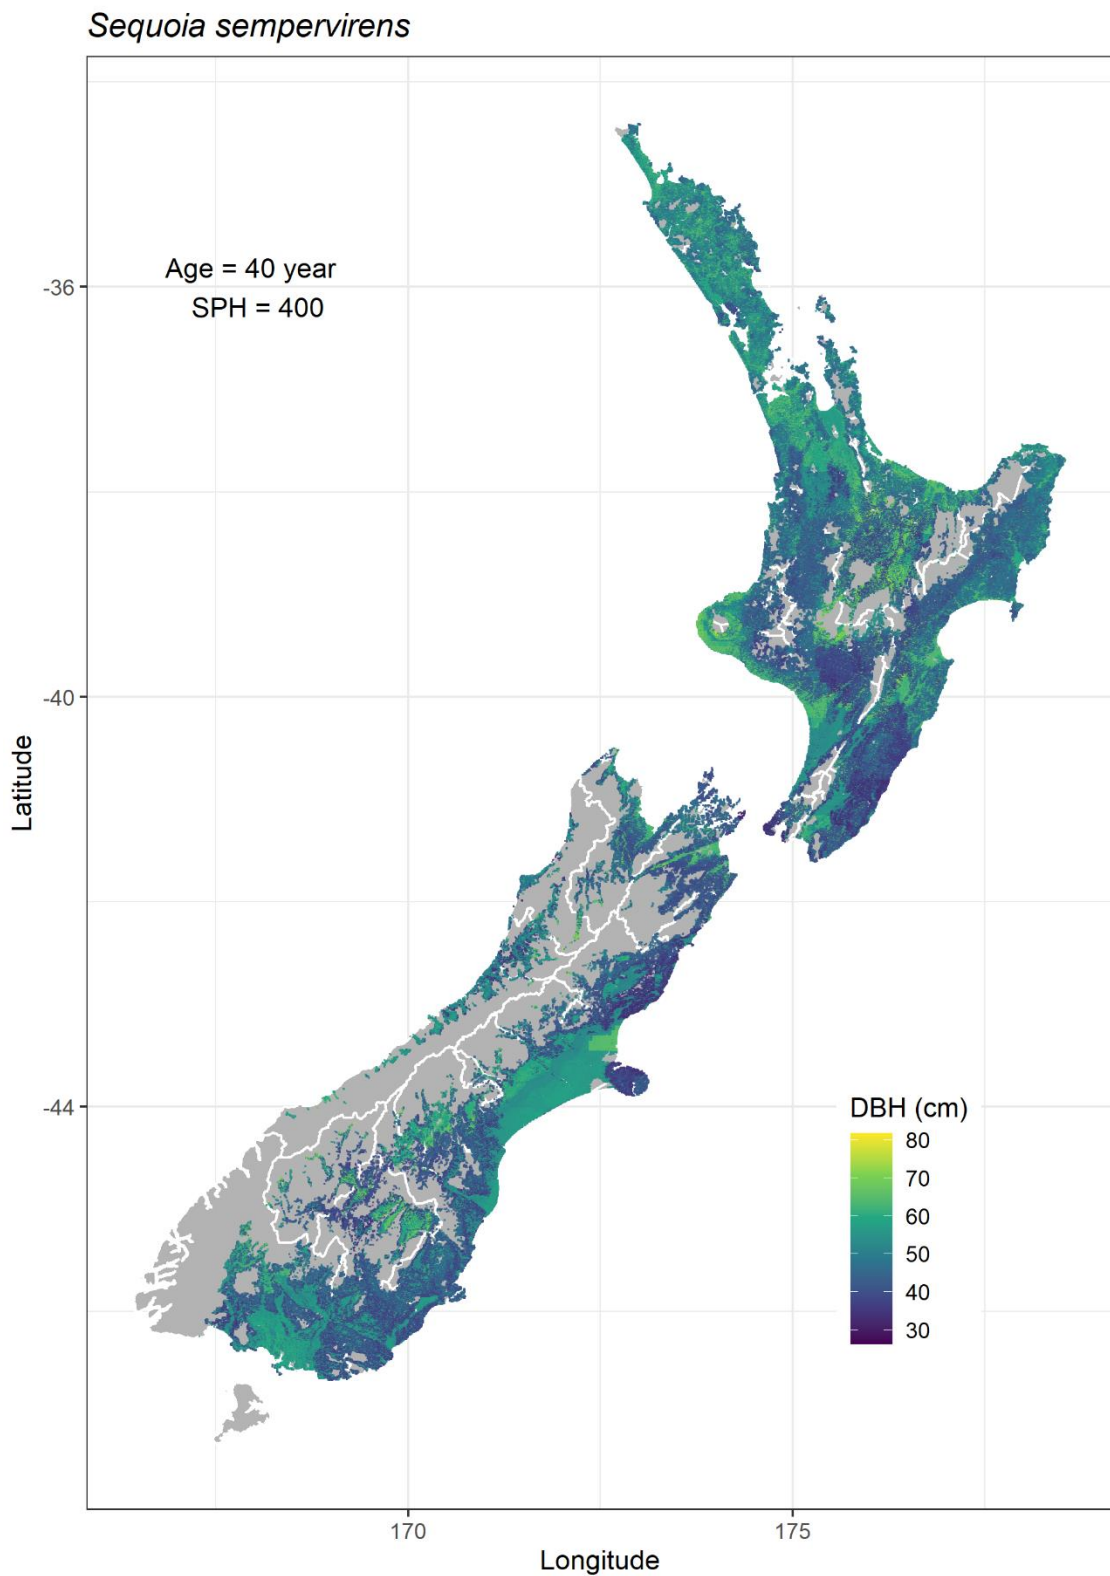 Sequoia sempervirens
Age = 40 year
SPH = 400
-36
-40
-44
Latitude
DBH (cm)
80
70
60
50
40
30
170
175
Longitude